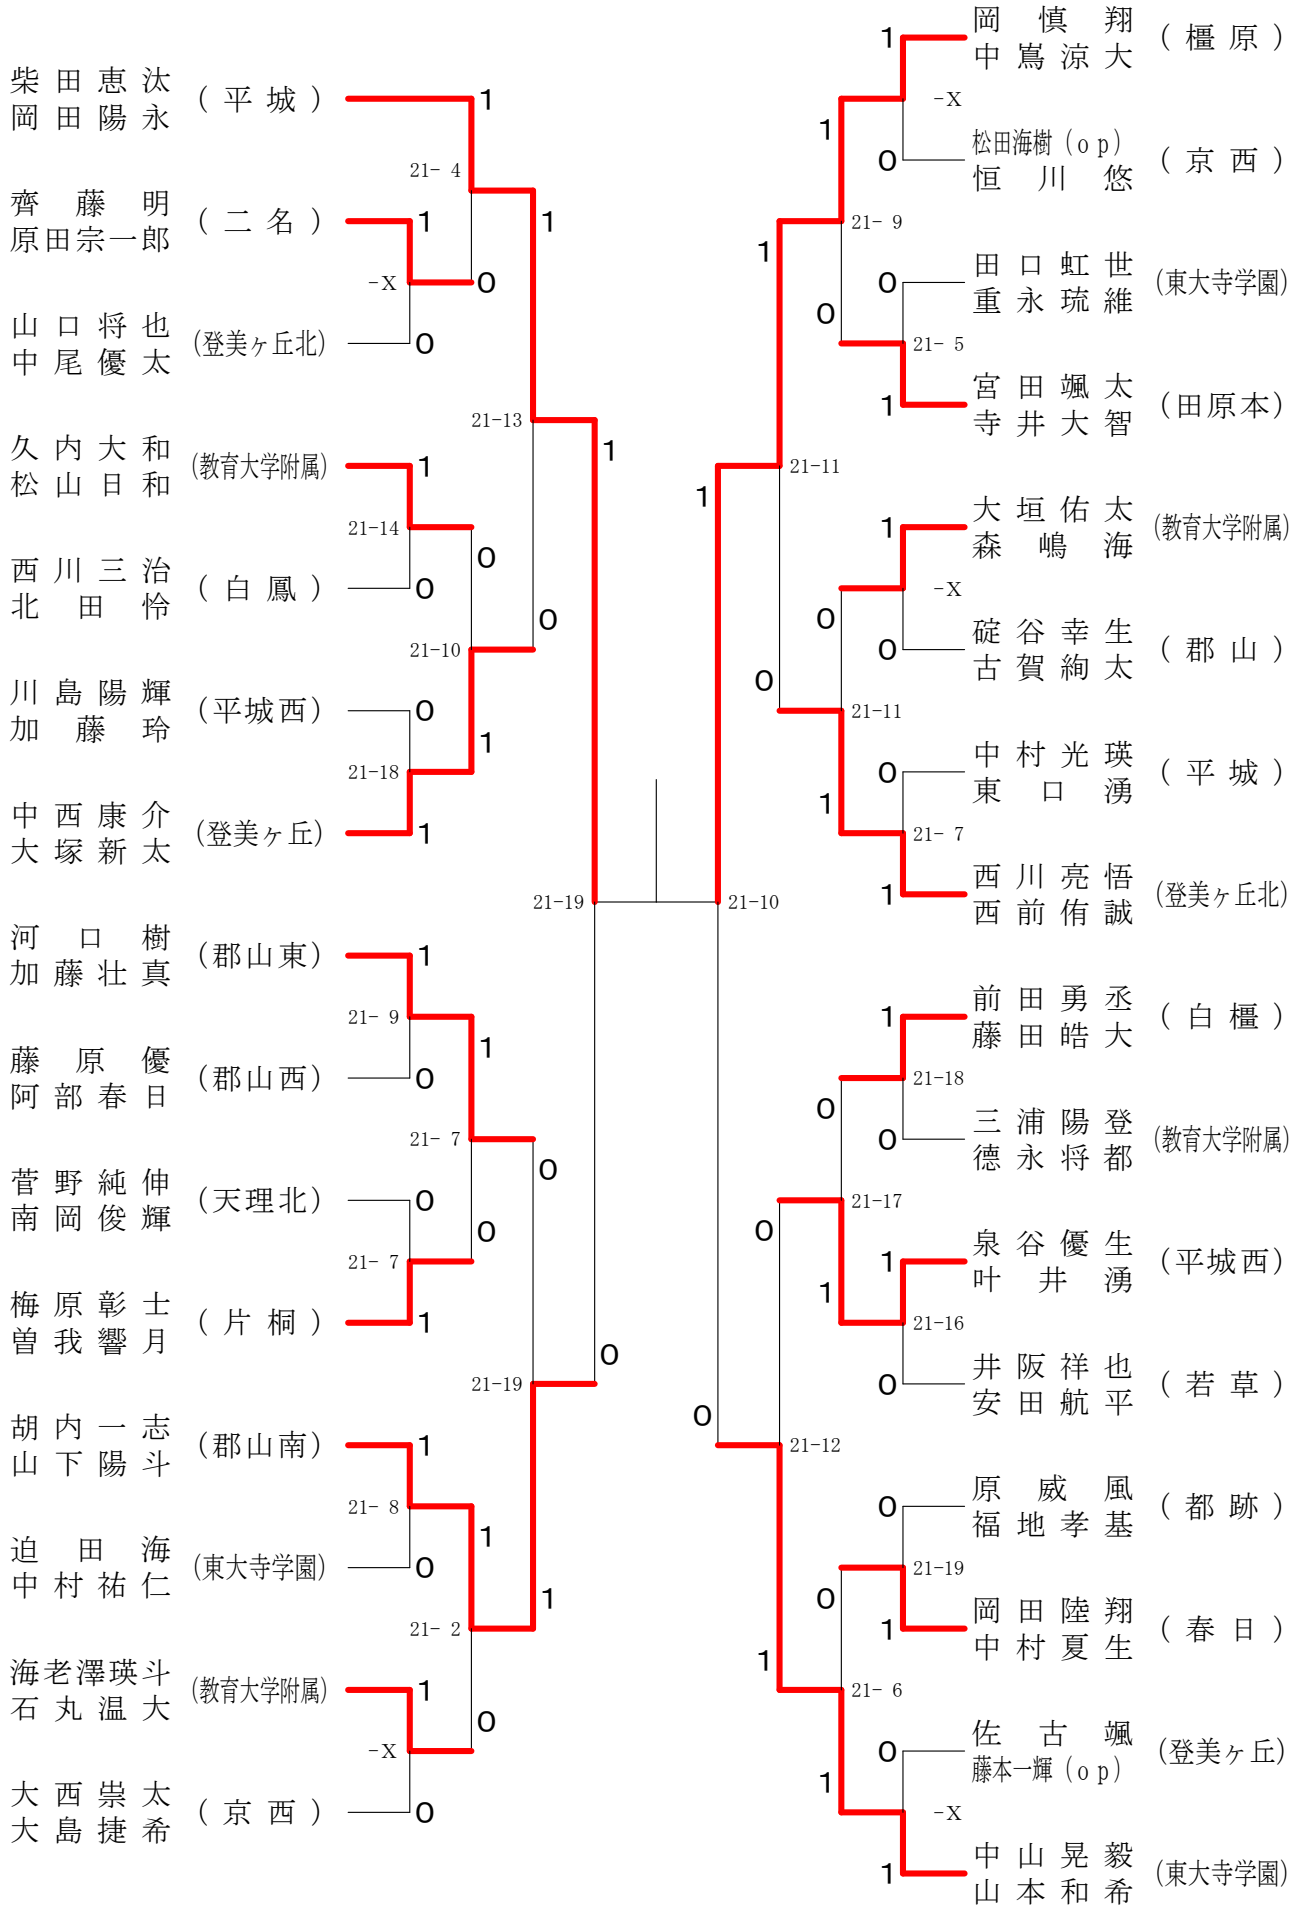 柴田恵汰
岡田陽永
(平城)
1
21- 4
齊藤明
原田宗一郎
(二名)
1
1
-X
0
山口将也
中尾優太
(登美ヶ丘北)
0
21-13
久内大和
松山日和
(教育大学附属)
1
1
21-14
0
西川三治
北田怜
(白鳳)
0
0
21-10
川島陽輝
加藤玲
(平城西)
0
1
21-18
中西康介
大塚新太
(登美ヶ丘)
1
21-19
河口樹
加藤壮真
(郡山東)
1
21- 9
1
藤原優
阿部春日
(郡山西)
0
21- 7
0
菅野純伸
南岡俊輝
(天理北)
0
0
21- 7
梅原彰士
曽我響月
(片桐)
1
0
21-19
胡内一志
山下陽斗
(郡山南)
1
21- 8
1
迫田海
中村祐仁
(東大寺学園)
0
1
21- 2
海老澤瑛斗
石丸温大
(教育大学附属)
1
0
-X
大西崇太
大島捷希
(京西)
0
1
岡慎翔
中嶌涼大
(橿原)
-X
1
0
松田海樹(op)
恒川悠
(京西)
21- 9
1
0
田口虹世
重永琉維
(東大寺学園)
0
21- 5
1
宮田颯太
寺井大智
(田原本)
21-11
1
1
大垣佑太
森嶋海
(教育大学附属)
-X
0
0
碇谷幸生
古賀絢太
(郡山)
0
21-11
0
中村光瑛
東口湧
(平城)
1
21- 7
1
西川亮悟
西前侑誠
(登美ヶ丘北)
21-10
1
前田勇丞
藤田皓大
(白橿)
21-18
0
0
三浦陽登
德永将都
(教育大学附属)
21-17
0
1
泉谷優生
叶井湧
(平城西)
1
21-16
0
井阪祥也
安田航平
(若草)
0
21-12
0
原威風
福地孝基
(都跡)
21-19
0
1
岡田陸翔
中村夏生
(春日)
1
21- 6
0
佐古颯
藤本一輝(op)
(登美ヶ丘)
1
-X
1
中山晃毅
山本和希
(東大寺学園)